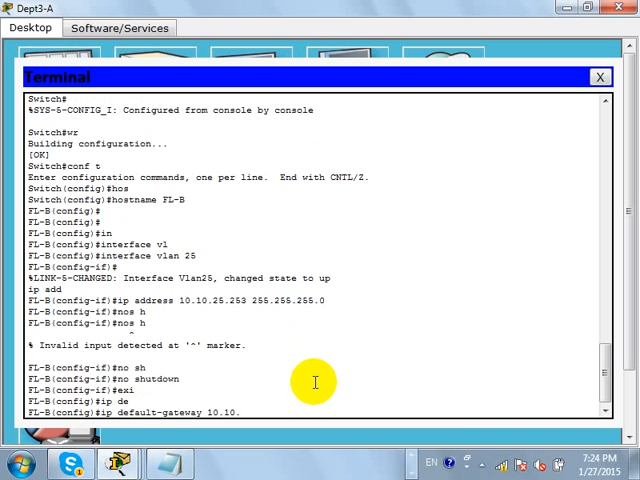 Dept3-A
Desktop
Software/Services
Terminal
X
Switch#
%SYS-5-CONFIG_I: Configured from console by console
Switch#wr
Building configuration...
[OK]
Switch#conf t
Enter configuration commands, one per line.  End with CNTL/Z.
Switch(config)#hos
Switch(config)#hostname FL-B
FL-B(config)#
FL-B(config)#
FL-B(config)#in
FL-B(config)#interface vl
FL-B(config)#interface vlan 25
FL-B(config-if)#
%LINK-5-CHANGED: Interface Vlan25, changed state to up
ip add
FL-B(config-if)#ip address 10.10.25.253 255.255.255.0
FL-B(config-if)#nos h
FL-B(config-if)#nos h
^
% Invalid input detected at '^' marker.
FL-B(config-if)#no sh
FL-B(config-if)#no shutdown
FL-B(config-if)#exi
FL-B(config)#ip de
FL-B(config)#ip default-gateway 10.10.
EN
7:24 PM
1/27/2015